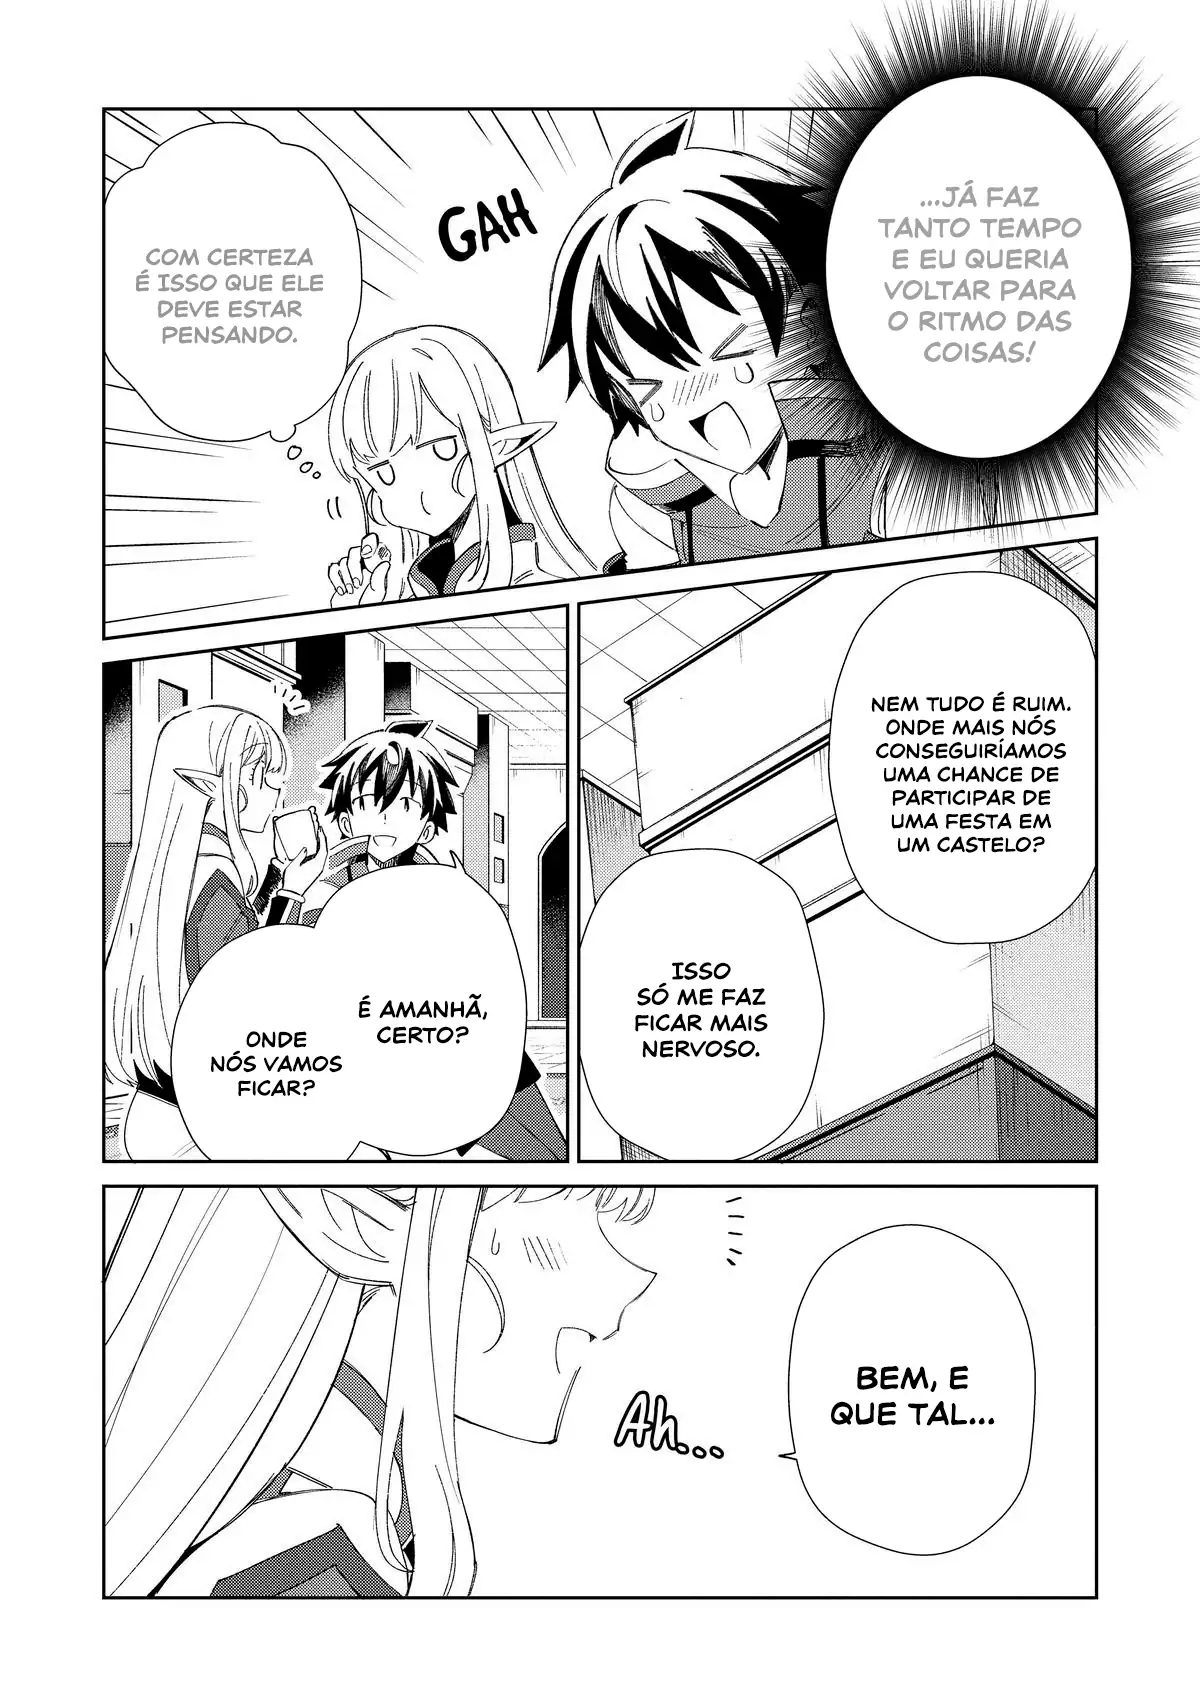 ...JÁ FAZ
TANTO TEMPO
E EU QUERIA
VOLTAR PARA
O RITMO DAS
COISAS!
GAH
COM CERTEZA
É ISSO QUE ELE
DEVE ESTAR
PENSANDO.
NEM TUDO É RUIM.
ONDE MAIS NÓS
CONSEGUIRÍAMOS
UMA CHANCE DE
PARTICIPAR DE
UMA FESTA EM
UM CASTELO?
ISSO
SÓ ME FAZ
FICAR MAIS
NERVOSO.
É AMANHÃ,
CERTO?
ONDE
NÓS VAMOS
FICAR?
BEM, E
QUE TAL...
Ah...